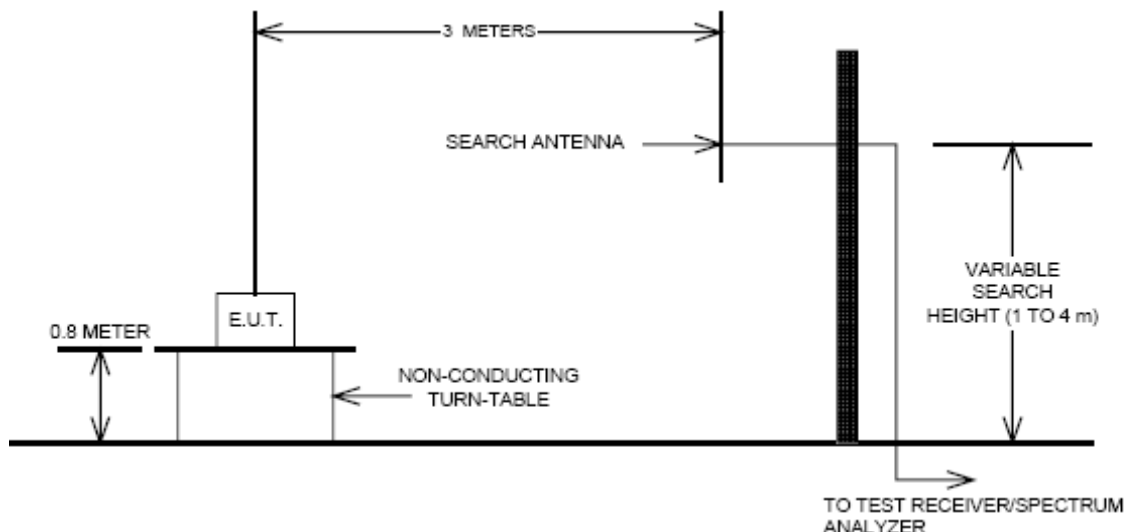 3 METERS
SEARCH ANTENNA
VARIABLE
SEARCH
HEIGHT (1 TO 4 m)
E.U.T.
0.8 METER
NON-CONDUCTING
TURN-TABLE
TO TEST RECEIVER/SPECTRUM
ANALYZER